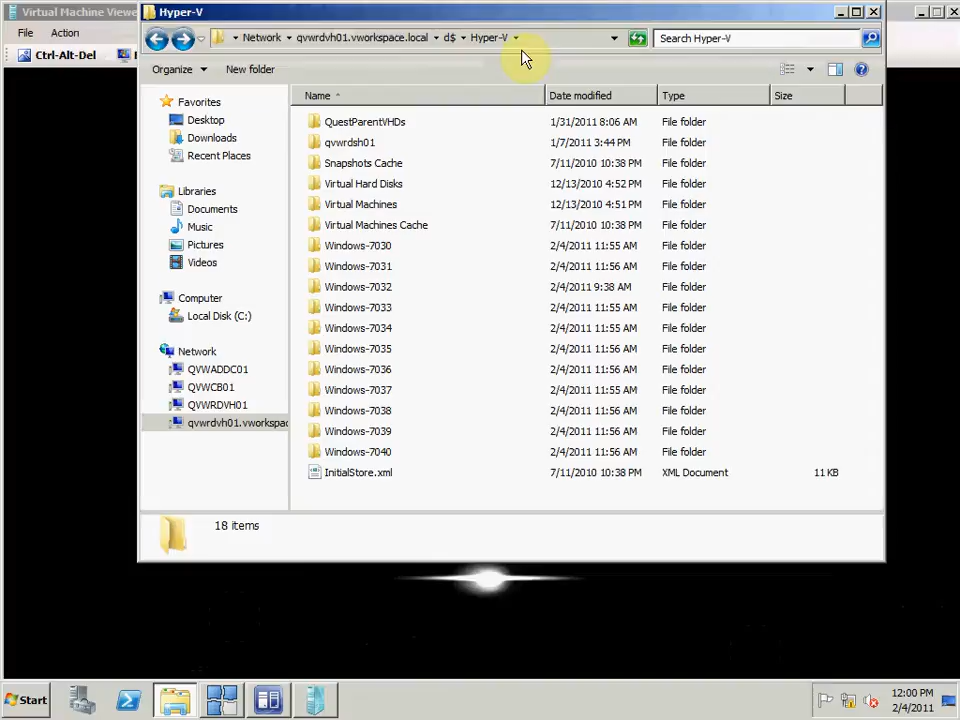 Virtual Machine Viewe
Hyper-V
File Action
Network qvwrdvh01.vworkspace.local d$ Hyper-V
Search Hyper-V
Ctrl-Alt-Del
Organize New folder
Name Date modified Type Size
Favorites
Desktop
Downloads
Recent Places
Libraries
Documents
Music
Pictures
Videos
Computer
Local Disk (C:)
Network
QVWADDC01
QVWCB01
QVWRDVH01
qvwrdvh01.vworkspac
QuestParentVHDs 1/31/2011 8:06 AM File folder
qvwrdsh01 1/7/2011 3:44 PM File folder
Snapshots Cache 7/11/2010 10:38 PM File folder
Virtual Hard Disks 12/13/2010 4:52 PM File folder
Virtual Machines 12/13/2010 4:51 PM File folder
Virtual Machines Cache 7/11/2010 10:38 PM File folder
Windows-7030 2/4/2011 11:55 AM File folder
Windows-7031 2/4/2011 11:56 AM File folder
Windows-7032 2/4/2011 9:38 AM File folder
Windows-7033 2/4/2011 11:55 AM File folder
Windows-7034 2/4/2011 11:55 AM File folder
Windows-7035 2/4/2011 11:56 AM File folder
Windows-7036 2/4/2011 11:56 AM File folder
Windows-7037 2/4/2011 11:55 AM File folder
Windows-7038 2/4/2011 11:56 AM File folder
Windows-7039 2/4/2011 11:56 AM File folder
Windows-7040 2/4/2011 11:56 AM File folder
InitialStore.xml 7/11/2010 10:38 PM XML Document 11 KB
18 items
Start
12:00 PM
2/4/2011